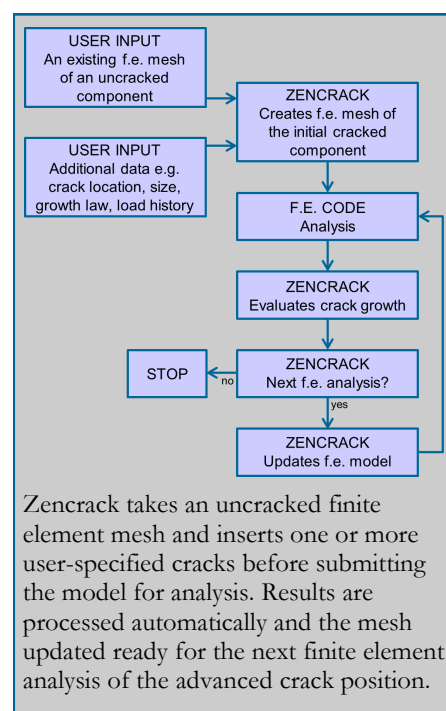 USER INPUT
An existing f.e. mesh
of an uncracked
component
USER INPUT
Additional data e.g.
crack location, size,
growth law, load history
ZENCRACK
Creates f.e. mesh of
the initial cracked
component
F.E. CODE
Analysis
ZENCRACK
Evaluates crack growth
ZENCRACK
Next f.e. analysis?
no
STOP
yes
ZENCRACK
Updates f.e. model
Zencrack takes an uncracked finite
element mesh and inserts one or more
user-specified cracks before submitting
the model for analysis. Results are
processed automatically and the mesh
updated ready for the next finite element
analysis of the advanced crack position.